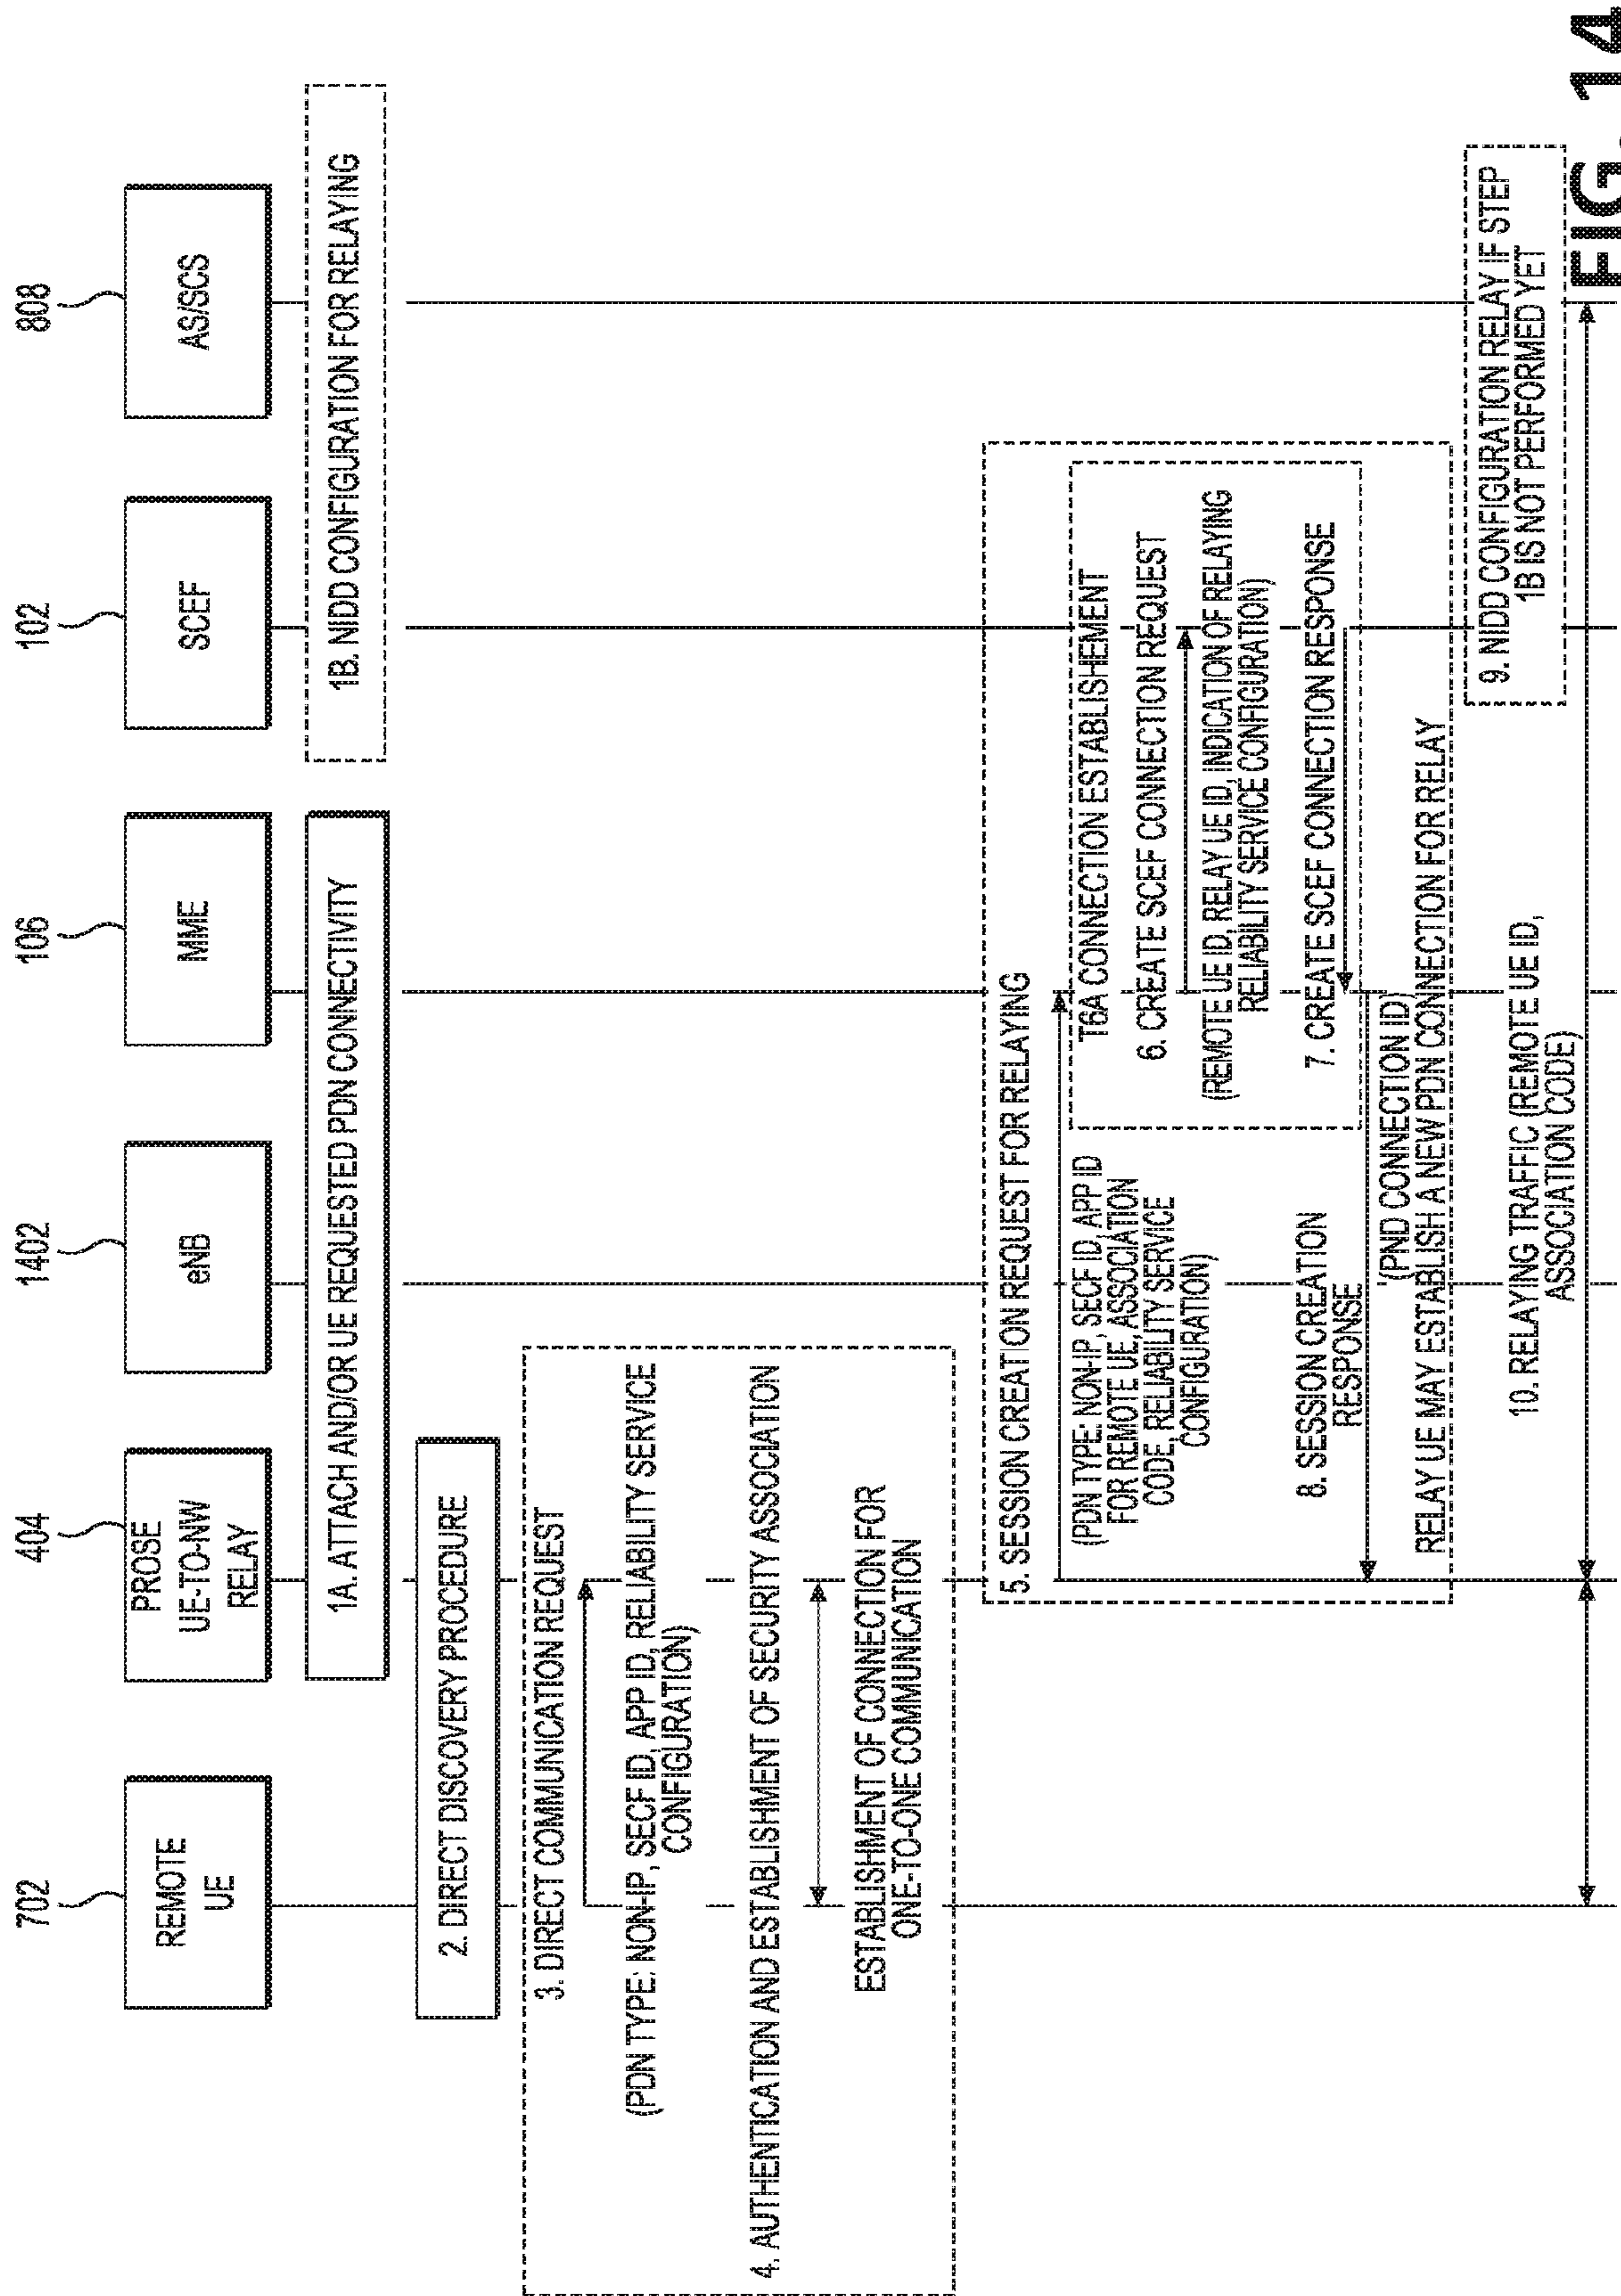 702
404
1402
106
102
808
REMOTE
UE
PROSE
UE-TO-NW
RELAY
eNB
MME
SCEF
AS/SCS
1A. ATTACH AND/OR UE REQUESTED PDN CONNECTIVITY
1B. NIDD CONFIGURATION FOR RELAYING
2. DIRECT DISCOVERY PROCEDURE
3. DIRECT COMMUNICATION REQUEST
(PDN TYPE: NON-IP, SECF ID, APP ID, RELIABILITY SERVICE
CONFIGURATION)
4. AUTHENTICATION AND ESTABLISHMENT OF SECURITY ASSOCIATION
ESTABLISHMENT OF CONNECTION FOR
ONE-TO-ONE COMMUNICATION
5. SESSION CREATION REQUEST FOR RELAYING
(PDN TYPE: NON-IP, SECF ID, APP ID
FOR REMOTE UE, ASSOCIATION
CODE, RELIABILITY SERVICE
CONFIGURATION)
T6A CONNECTION ESTABLISHEMENT
6. CREATE SCEF CONNECTION REQUEST
(REMOTE UE ID, RELAY UE ID, INDICATION OF RELAYING
RELIABILITY SERVICE CONFIGURATION)
7. CREATE SCEF CONNECTION RESPONSE
8. SESSION CREATION
RESPONSE
(PND CONNECTION ID)
RELAY UE MAY ESTABLISH A NEW PDN CONNECTION FOR RELAY
9. NIDD CONFIGURATION RELAY IF STEP
1B IS NOT PERFORMED YET
10. RELAYING TRAFFIC (REMOTE UE ID,
ASSOCIATION CODE)
FIG. 14